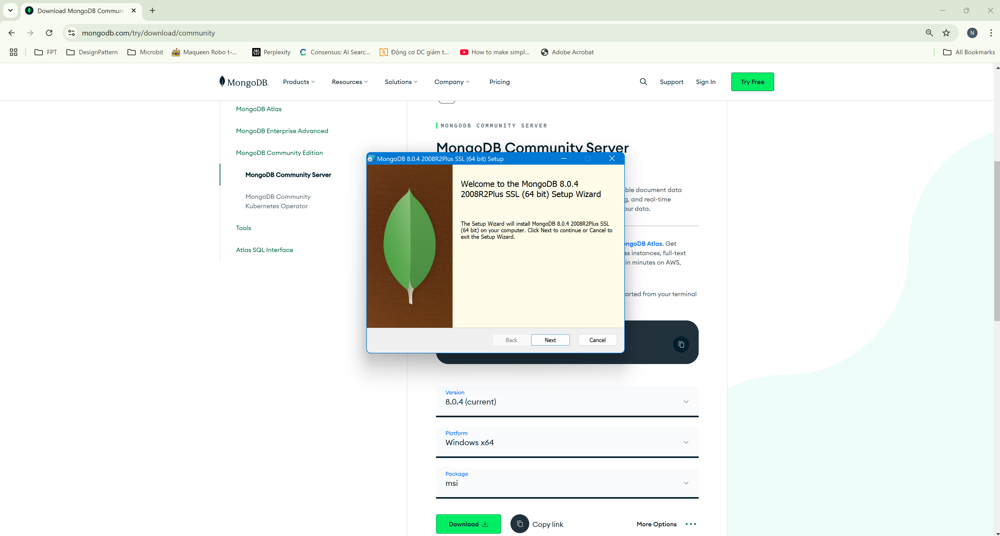 Download MongoDB Communi
mongodb.com/try/download/community
N
FPT
DesignPattern
Microbit
Maqueen Robo t-...
Perplexity
Consensus: AI Searc...
Động cơ DC giảm t...
How to make simpl...
Adobe Acrobat
All Bookmarks
MongoDB.
Products
Resources
Solutions
Company
Pricing
Support
Sign In
Try Free
MongoDB Atlas
MongoDB Enterprise Advanced
MongoDB Community Edition
MongoDB Community Server
MongoDB Community
Kubernetes Operator
Tools
Atlas SQL Interface
MONGODB COMMUNITY SERVER
MongoDB Community Server
ble document data
g, and real-time
our data.
ongoDB Atlas. Get
ss instances, full-text
in minutes on AWS,
arted from your terminal
MongoDB 8.0.4 2008R2Plus SSL (64 bit) Setup
Welcome to the MongoDB 8.0.4
2008R2Plus SSL (64 bit) Setup Wizard
The Setup Wizard will install MongoDB 8.0.4 2008R2Plus SSL
(64 bit) on your computer. Click Next to continue or Cancel to
exit the Setup Wizard.
Back
Next
Cancel
Version
8.0.4 (current)
Platform
Windows x64
Package
msi
Download
Copy link
More Options